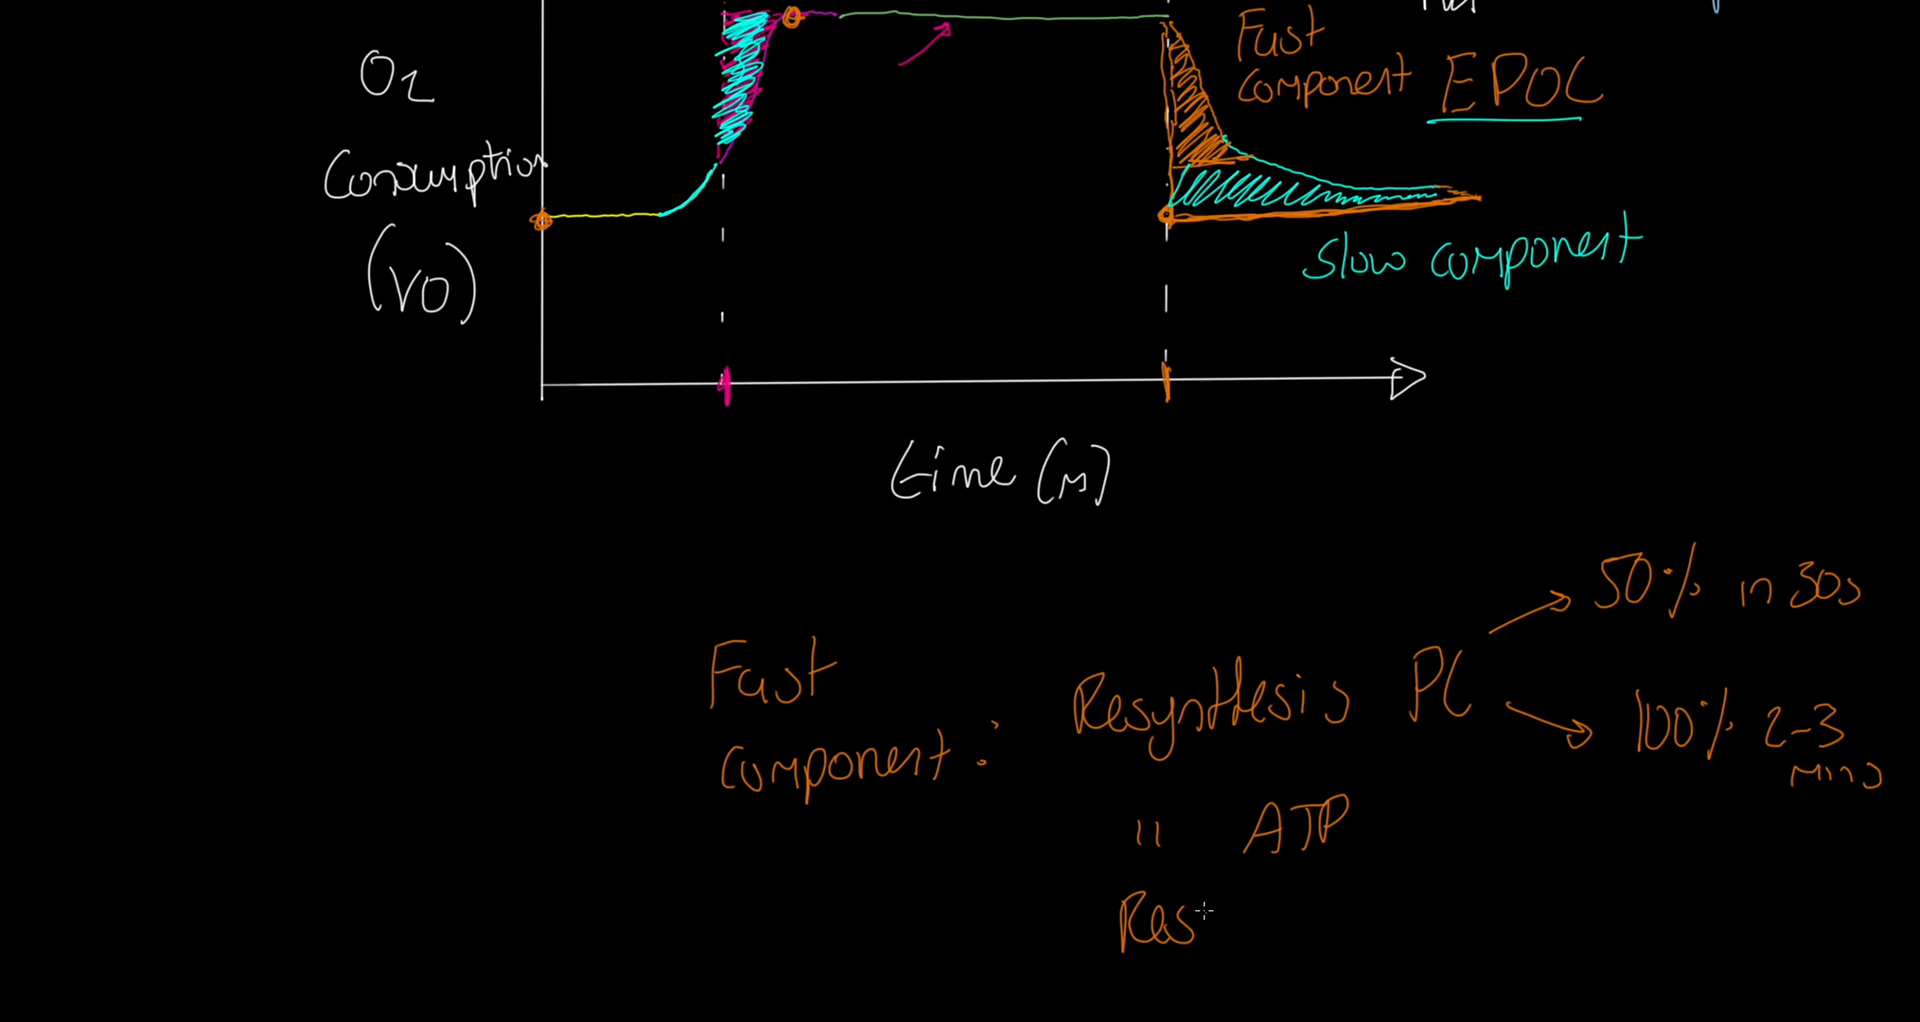 O2
Consumption
(VO)
Fast
component EPOC
Slow component
time (m)
Fast
component:
Resynthesis PC
50% in 30s
100% 2-3
mins
" ATP
Res